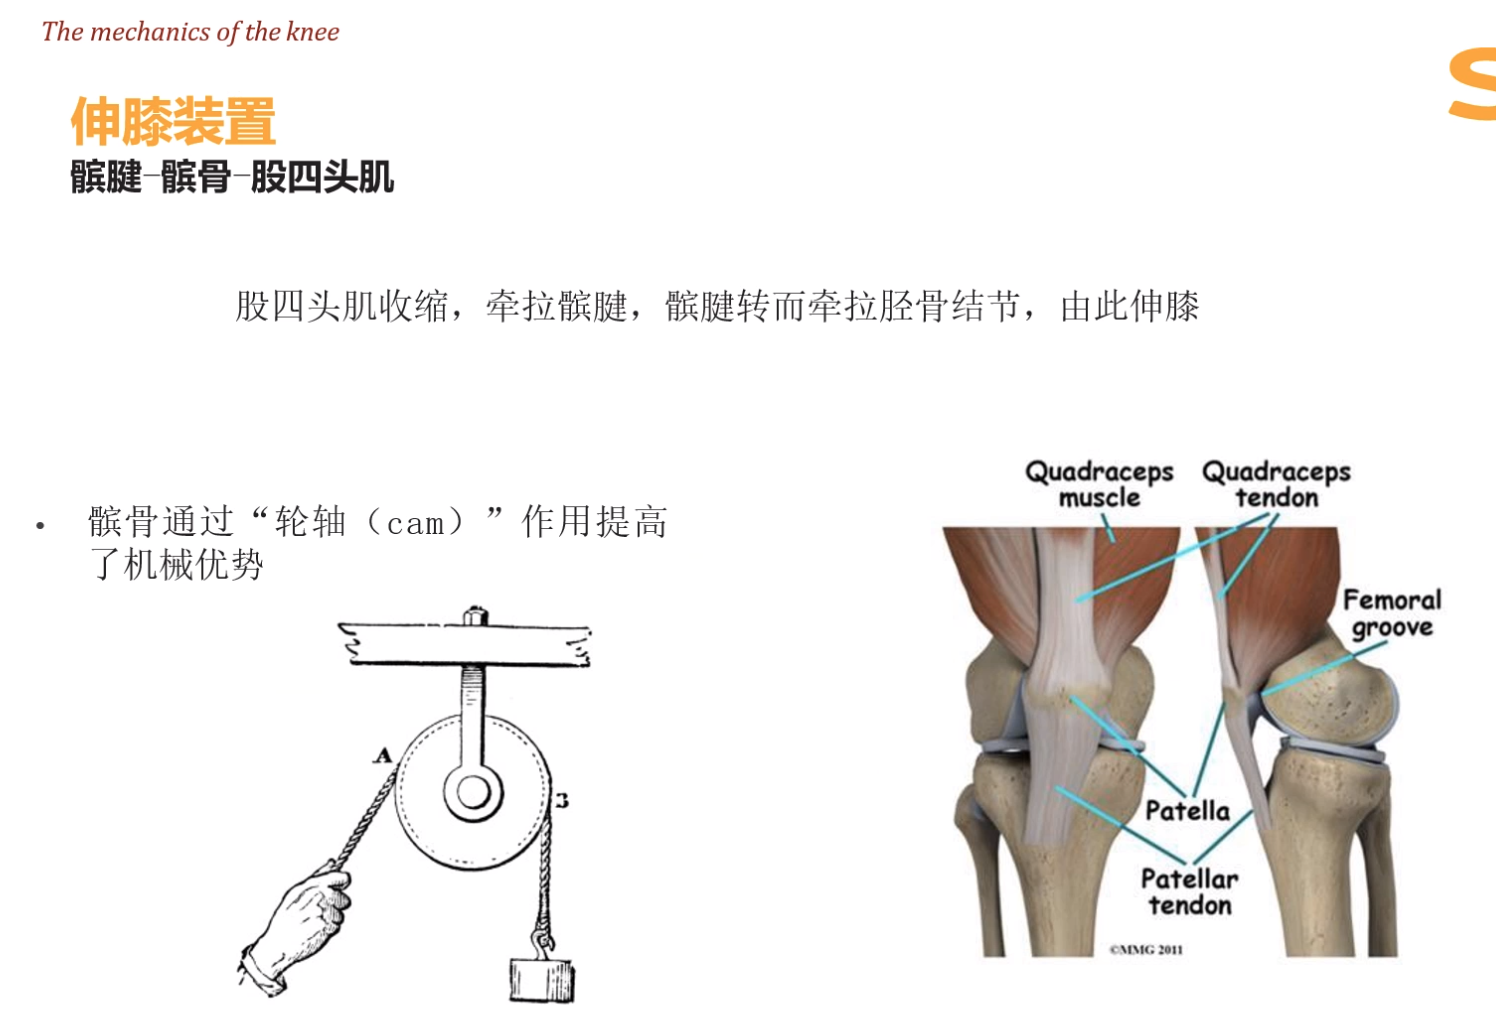 The mechanics of the knee
S
伸膝装置
髌腱-髌骨-股四头肌
股四头肌收缩，牵拉髌腱，髌腱转而牵拉胫骨结节，由此伸膝
• 髌骨通过“轮轴（cam）”作用提高
了机械优势
A
B
Quadraceps
muscle
Quadraceps
tendon
Femoral
groove
Patella
Patellar
tendon
©MMG 2011